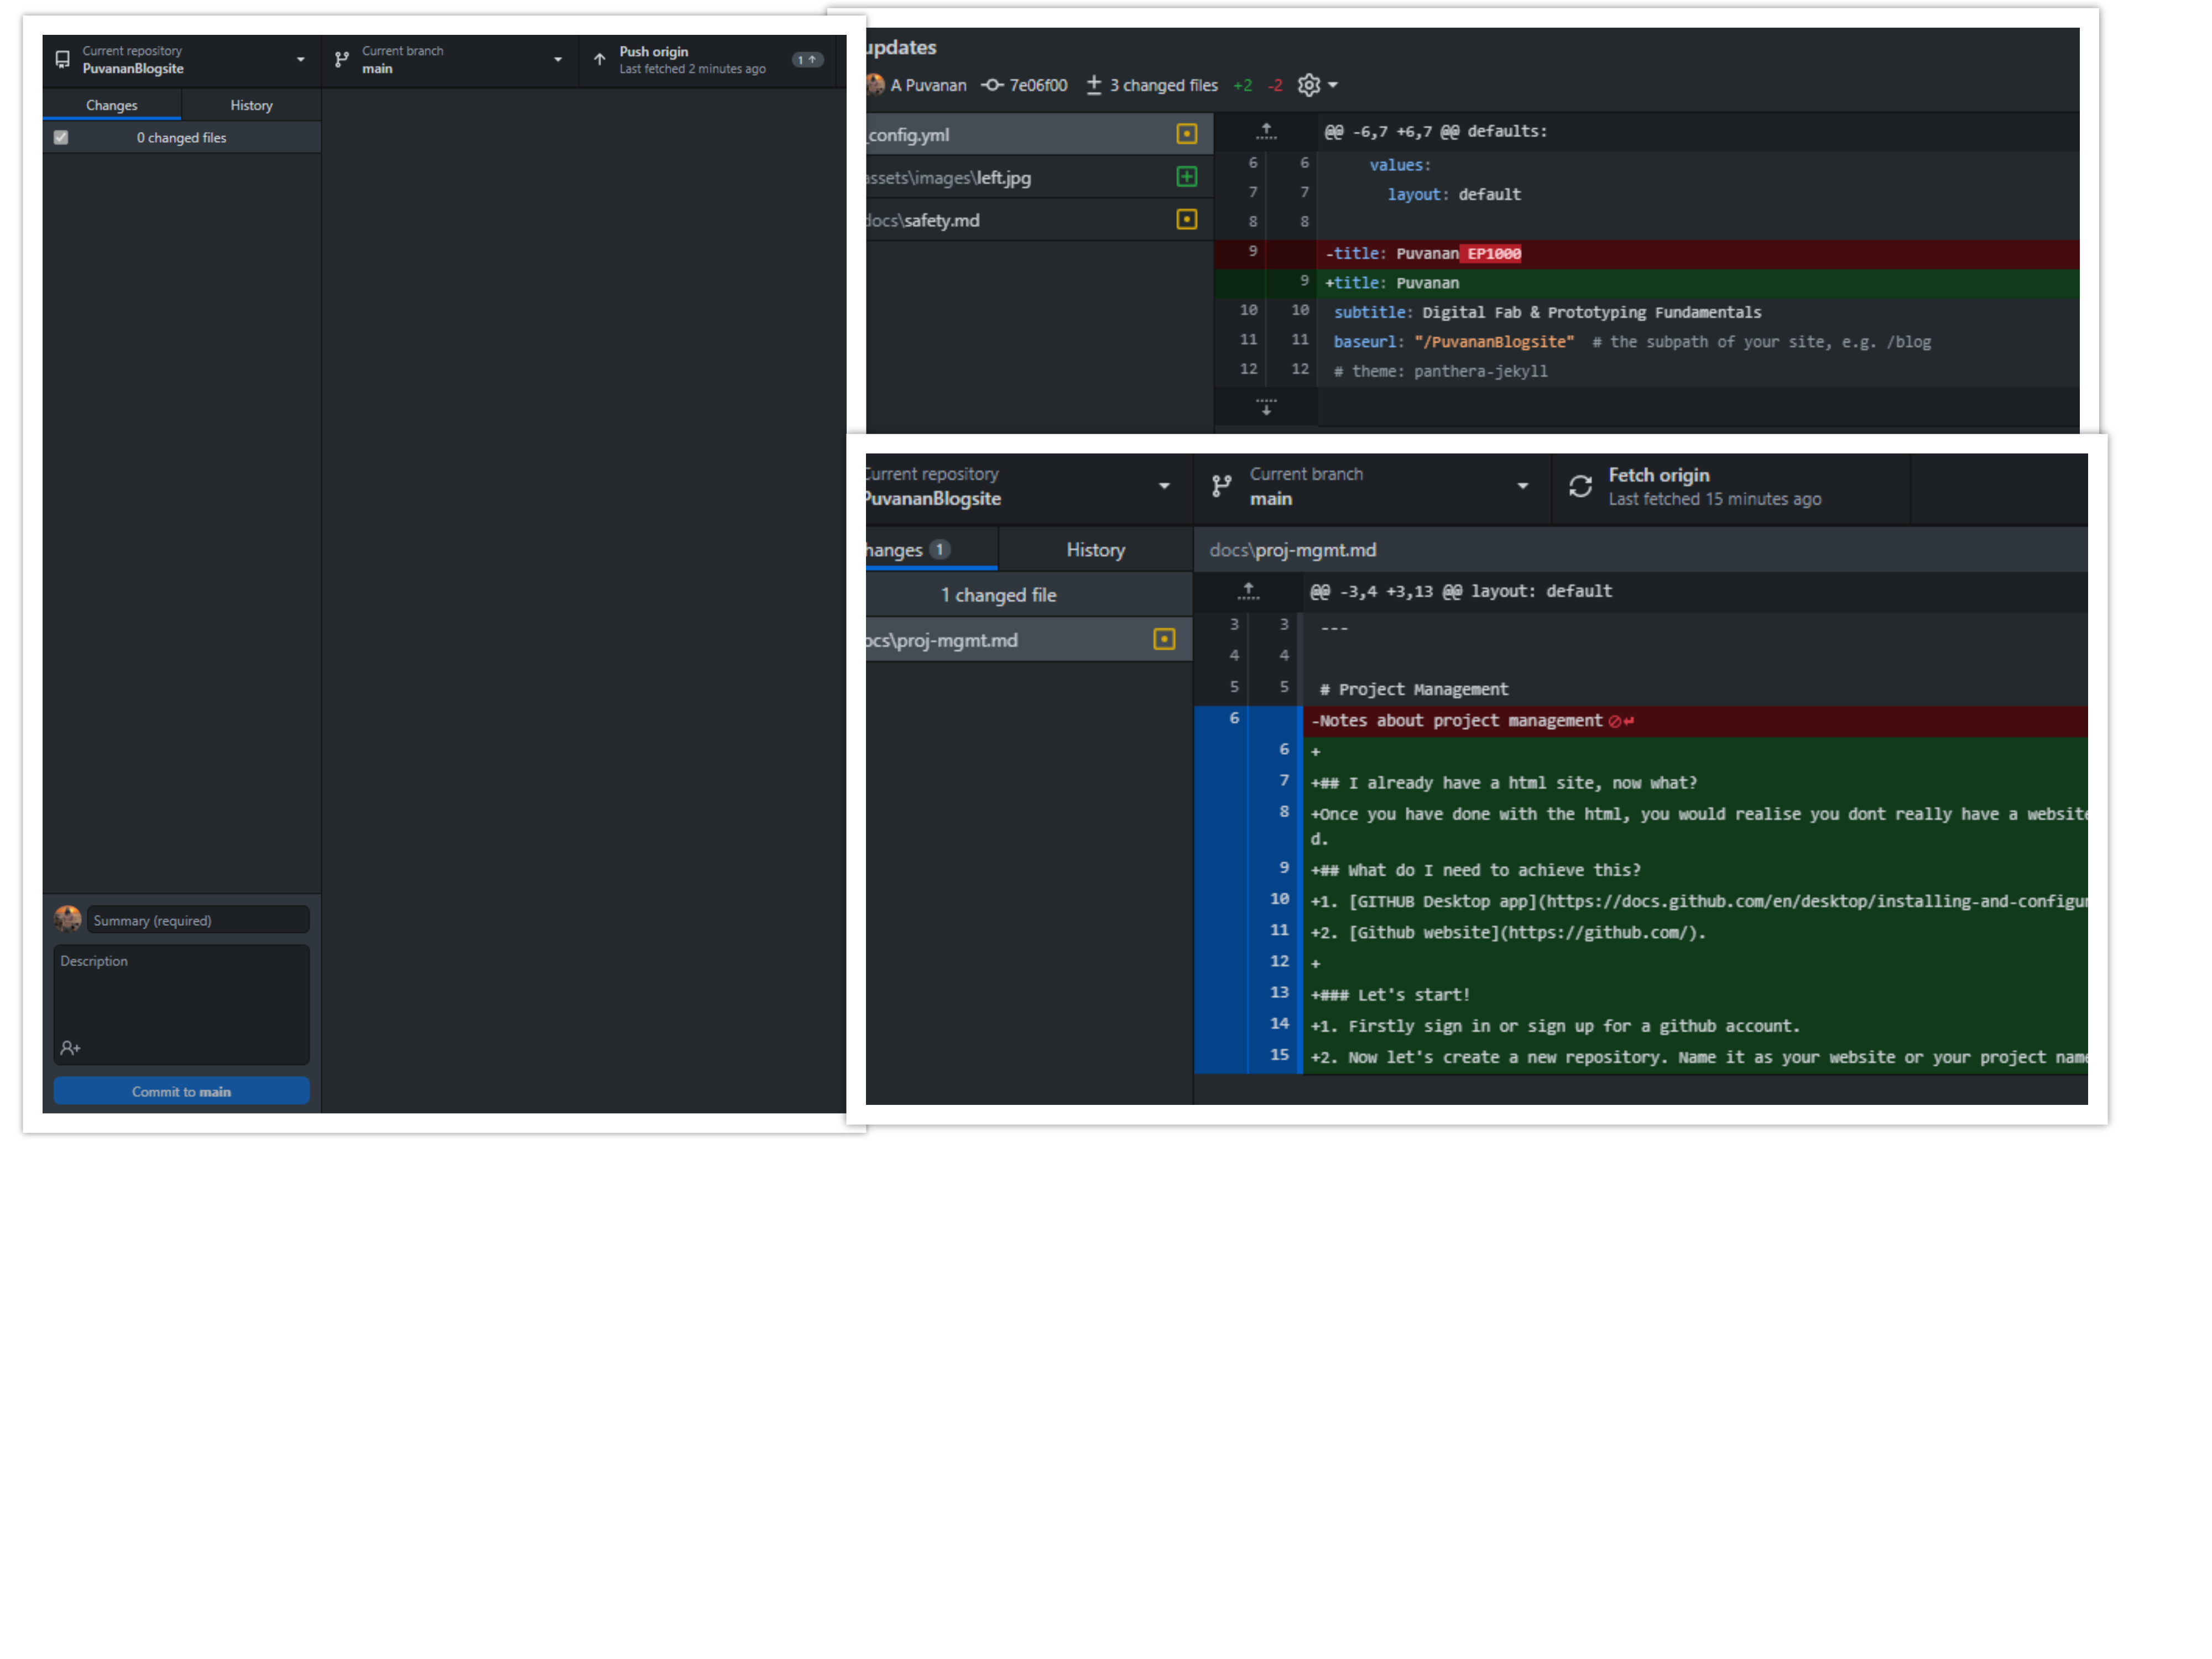 Current repository
PuvananBlogsite
Current branch
main
Push origin
Last fetched 2 minutes ago
1
Changes
History
0 changed files
Summary (required)
Description
Commit to main
updates
A Puvanan 7e06f00 3 changed files +2 -2
_config.yml
assets\images\left.jpg
docs\safety.md
@@ -6,7 +6,7 @@ defaults:
6 6 values:
7 7 layout: default
8 8
9 -title: Puvanan EP1000
9 +title: Puvanan
10 10 subtitle: Digital Fab & Prototyping Fundamentals
11 11 baseurl: "/PuvananBlogsite" # the subpath of your site, e.g. /blog
12 12 # theme: panthera-jekyll
Current repository
PuvananBlogsite
Current branch
main
Fetch origin
Last fetched 15 minutes ago
hanges 1
History
1 changed file
ocs\proj-mgmt.md
docs\proj-mgmt.md
@@ -3,4 +3,13 @@ layout: default
3 3 ---
4 4
5 5 # Project Management
6 -Notes about project management
6 +
7 +## I already have a html site, now what?
8 +Once you have done with the html, you would realise you dont really have a website
d.
9 +## What do I need to achieve this?
10 +1. [GITHUB Desktop app](https://docs.github.com/en/desktop/installing-and-configur
11 +2. [Github website](https://github.com/).
12 +
13 +### Let's start!
14 +1. Firstly sign in or sign up for a github account.
15 +2. Now let's create a new repository. Name it as your website or your project name